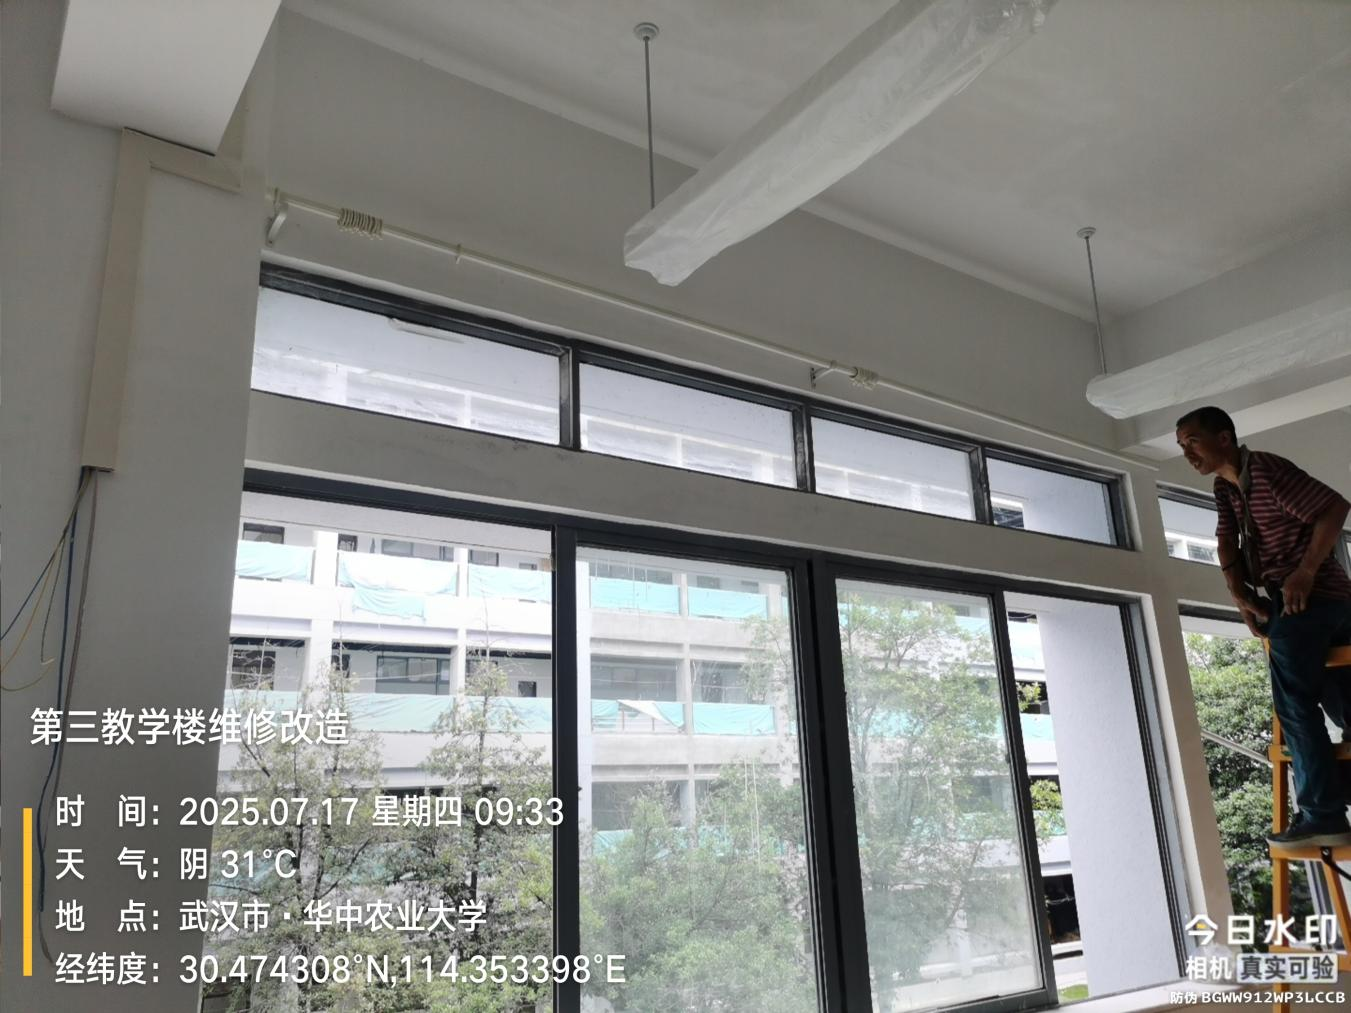 第三教学楼维修改造
时 间：2025.07.17 星期四 09:33
天 气：阴 31°C
地 点：武汉市·华中农业大学
经纬度：30.474308°N,114.353398°E
今日水印
相机 真实可验
防伪 BGWW912WP3LCCB